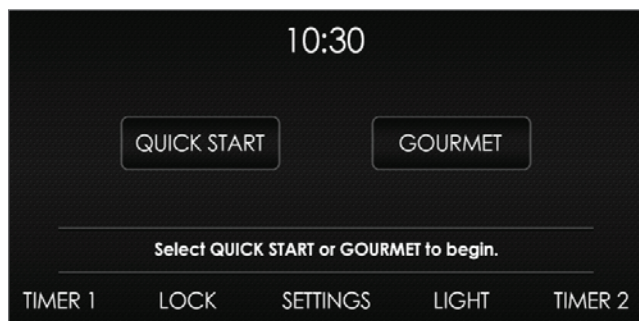 10:30
QUICK START GOURMET
Select QUICK START or GOURMET to begin.
TIMER 1 LOCK SETTINGS LIGHT TIMER 2